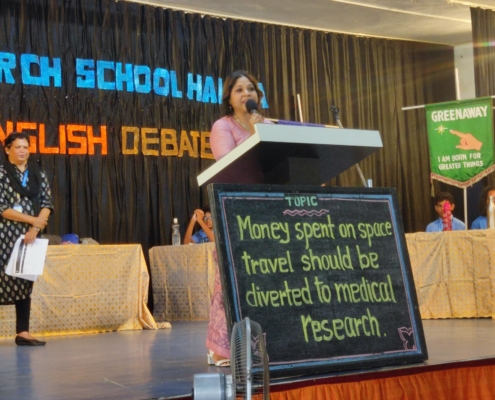 RCH SCHOOL HA
ENGLISH DEBATE
GREENAWAY
I AM BORN FOR
GREATER THINGS
TOPIC
Money spent on space
travel should be
diverted to medical
research.